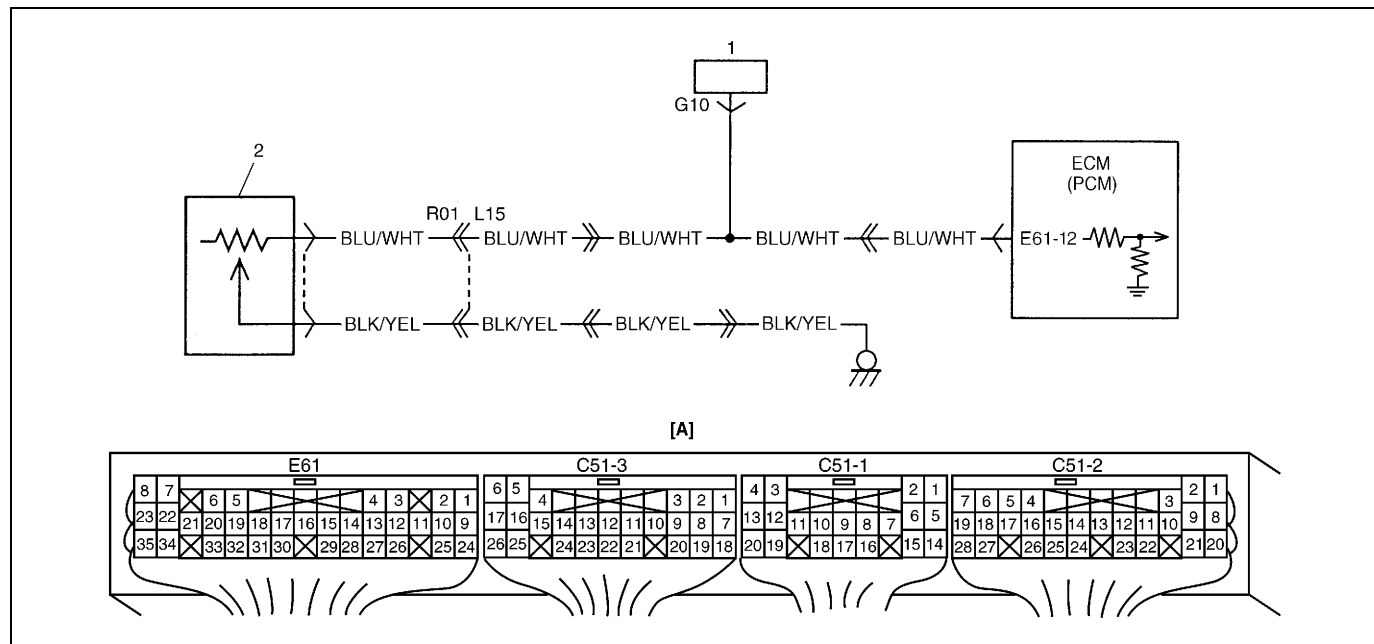 1
G10
2
ECM
(PCM)
R01 L15
BLU/WHT BLU/WHT BLU/WHT BLU/WHT BLU/WHT E61-12
BLK/YEL BLK/YEL BLK/YEL BLK/YEL
[A]
E61 C51-3 C51-1 C51-2
8 7 6 5 4 3 2 1 6 5 4 3 2 1 4 3 2 1 7 6 5 4 3 2 1
23 22 21 20 19 18 17 16 15 14 13 12 11 10 9 17 16 15 14 13 12 11 10 9 8 7 13 12 11 10 9 8 7 6 5 19 18 17 16 15 14 13 12 11 10 9 8
35 34 33 32 31 30 29 28 27 26 25 24 26 25 24 23 22 21 20 19 18 20 19 18 17 16 15 14 28 27 26 25 24 23 22 21 20